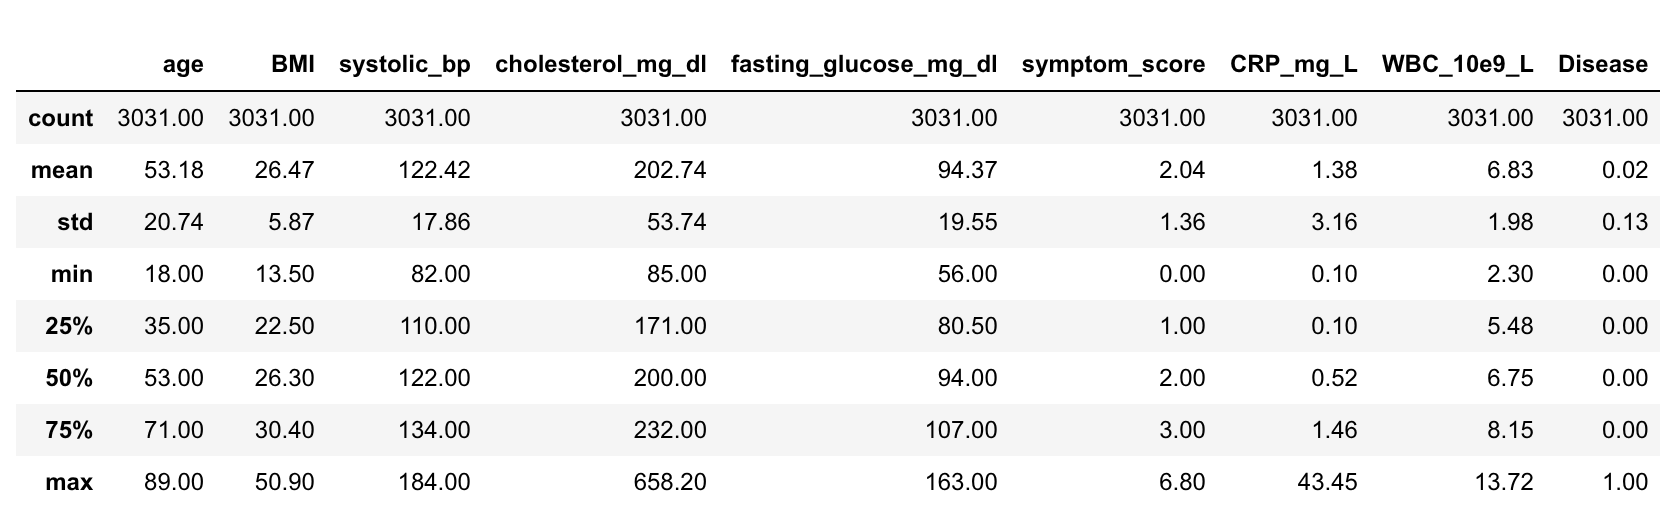 age BMI systolic_bp cholesterol_mg_dl fasting_glucose_mg_dl symptom_score CRP_mg_L WBC_10e9_L Disease
count 3031.00 3031.00 3031.00 3031.00 3031.00 3031.00 3031.00 3031.00 3031.00
mean 53.18 26.47 122.42 202.74 94.37 2.04 1.38 6.83 0.02
std 20.74 5.87 17.86 53.74 19.55 1.36 3.16 1.98 0.13
min 18.00 13.50 82.00 85.00 56.00 0.00 0.10 2.30 0.00
25% 35.00 22.50 110.00 171.00 80.50 1.00 0.10 5.48 0.00
50% 53.00 26.30 122.00 200.00 94.00 2.00 0.52 6.75 0.00
75% 71.00 30.40 134.00 232.00 107.00 3.00 1.46 8.15 0.00
max 89.00 50.90 184.00 658.20 163.00 6.80 43.45 13.72 1.00